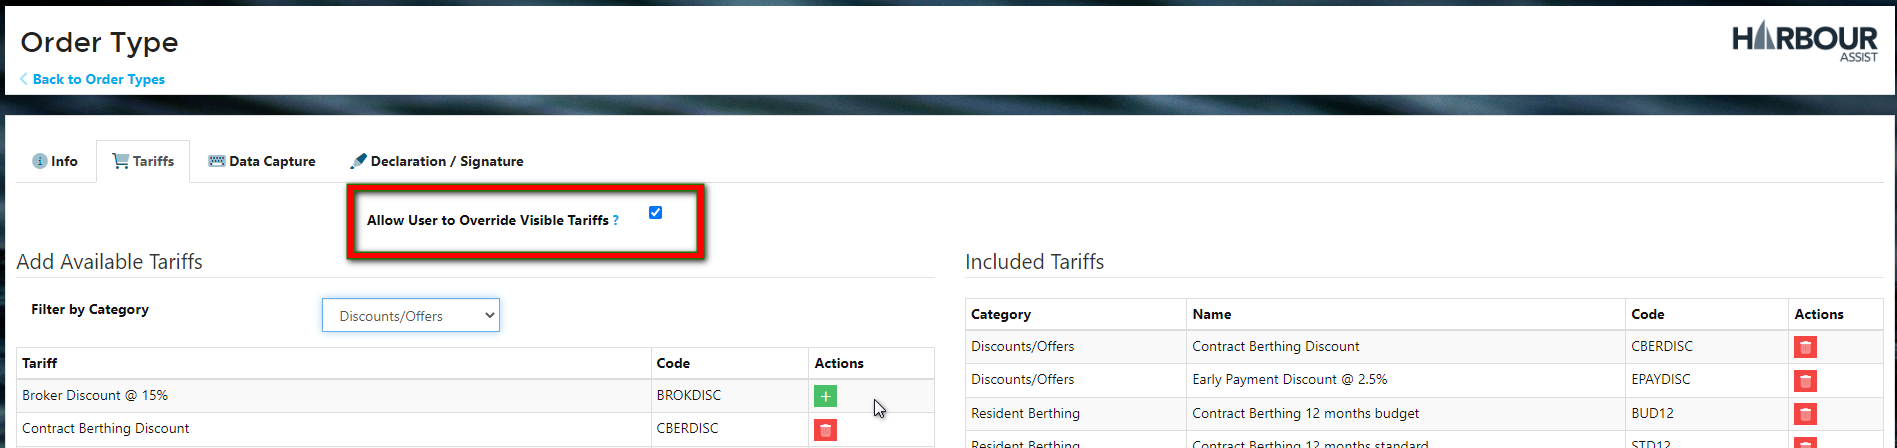 Order Type
HARBOUR
ASSIST
Back to Order Types
Info
Tariffs
Data Capture
Declaration / Signature
Allow User to Override Visible Tariffs ?
Add Available Tariffs
Filter by Category
Discounts/Offers
Tariff Code Actions
Broker Discount @ 15% BROKDISC
Contract Berthing Discount CBERDISC
Included Tariffs
Category Name Code Actions
Discounts/Offers Contract Berthing Discount CBERDISC
Discounts/Offers Early Payment Discount @ 2.5% EPAYDISC
Resident Berthing Contract Berthing 12 months budget BUD12
Resident Berthing Contract Berthing 12 months standard STD12